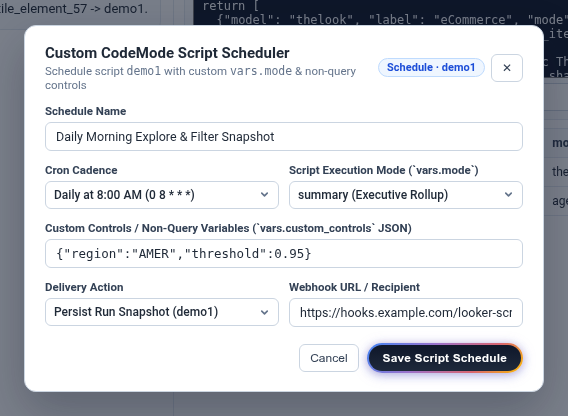 tile_element_57 -> demo1.
return [
{"model": "thelook", "label": "eCommerce", "mode"
Custom CodeMode Script Scheduler
Schedule script demo1 with custom vars.mode & non-query
controls
Schedule · demo1
×
Schedule Name
Daily Morning Explore & Filter Snapshot
Cron Cadence
Script Execution Mode (`vars.mode`)
Daily at 8:00 AM (0 8 * * *)
summary (Executive Rollup)
Custom Controls / Non-Query Variables (`vars.custom_controls` JSON)
{"region":"AMER","threshold":0.95}
Delivery Action
Webhook URL / Recipient
Persist Run Snapshot (demo1)
https://hooks.example.com/looker-scr
Cancel
Save Script Schedule